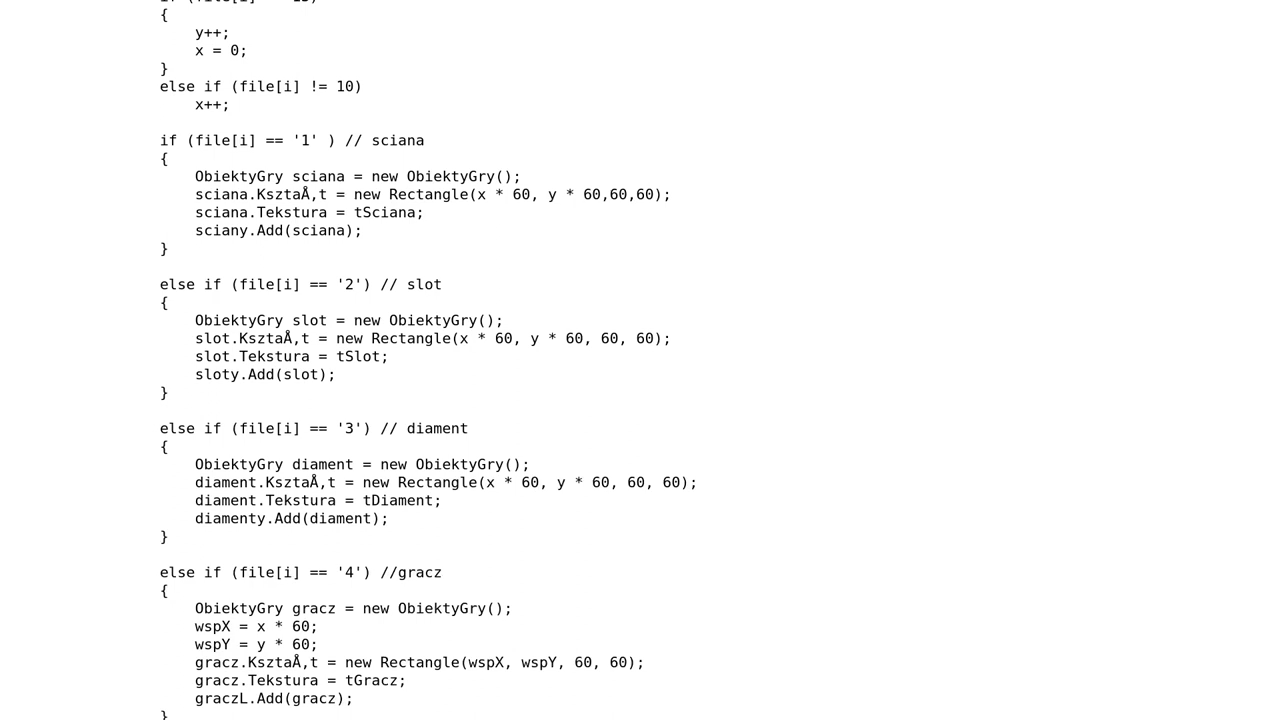 {
y++;
x = 0;
}
else if (file[i] != 10)
x++;
if (file[i] == '1' ) // sciana
{
ObiektyGry sciana = new ObiektyGry();
sciana.KsztaÅ‚t = new Rectangle(x * 60, y * 60,60,60);
sciana.Tekstura = tSciana;
sciany.Add(sciana);
}
else if (file[i] == '2') // slot
{
ObiektyGry slot = new ObiektyGry();
slot.KsztaÅ‚t = new Rectangle(x * 60, y * 60, 60, 60);
slot.Tekstura = tSlot;
sloty.Add(slot);
}
else if (file[i] == '3') // diament
{
ObiektyGry diament = new ObiektyGry();
diament.KsztaÅ‚t = new Rectangle(x * 60, y * 60, 60, 60);
diament.Tekstura = tDiament;
diamenty.Add(diament);
}
else if (file[i] == '4') //gracz
{
ObiektyGry gracz = new ObiektyGry();
wspX = x * 60;
wspY = y * 60;
gracz.KsztaÅ‚t = new Rectangle(wspX, wspY, 60, 60);
gracz.Tekstura = tGracz;
graczL.Add(gracz);
}